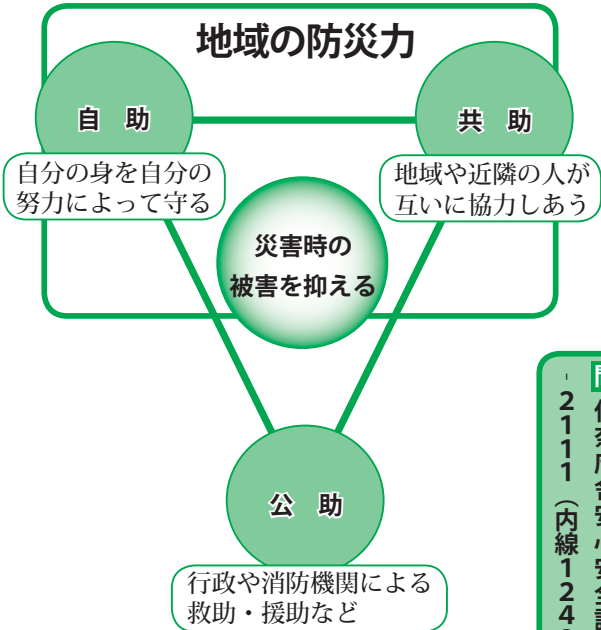 地域の防災力
自 助
自分の身を自分の
努力によって守る
共 助
地域や近隣の人が
互いに協力しあう
災害時の
被害を抑える
公 助
行政や消防機関による
救助・援助など
-2111（内線124